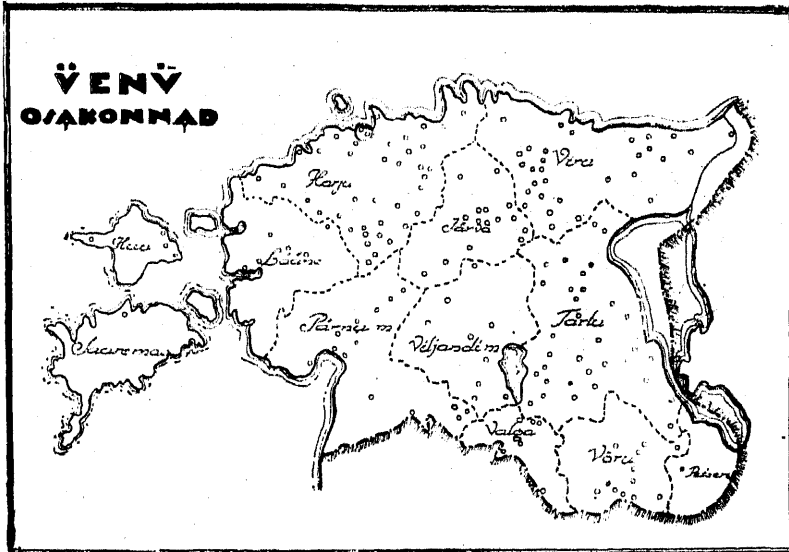 ÜENÜ
OSAKONNAD
Harju
Viru
Järva
Hiiu
Lääne
Pärnu m
Viljandi m
Tartu
Saaremaa
Valga
Võru
Petseri